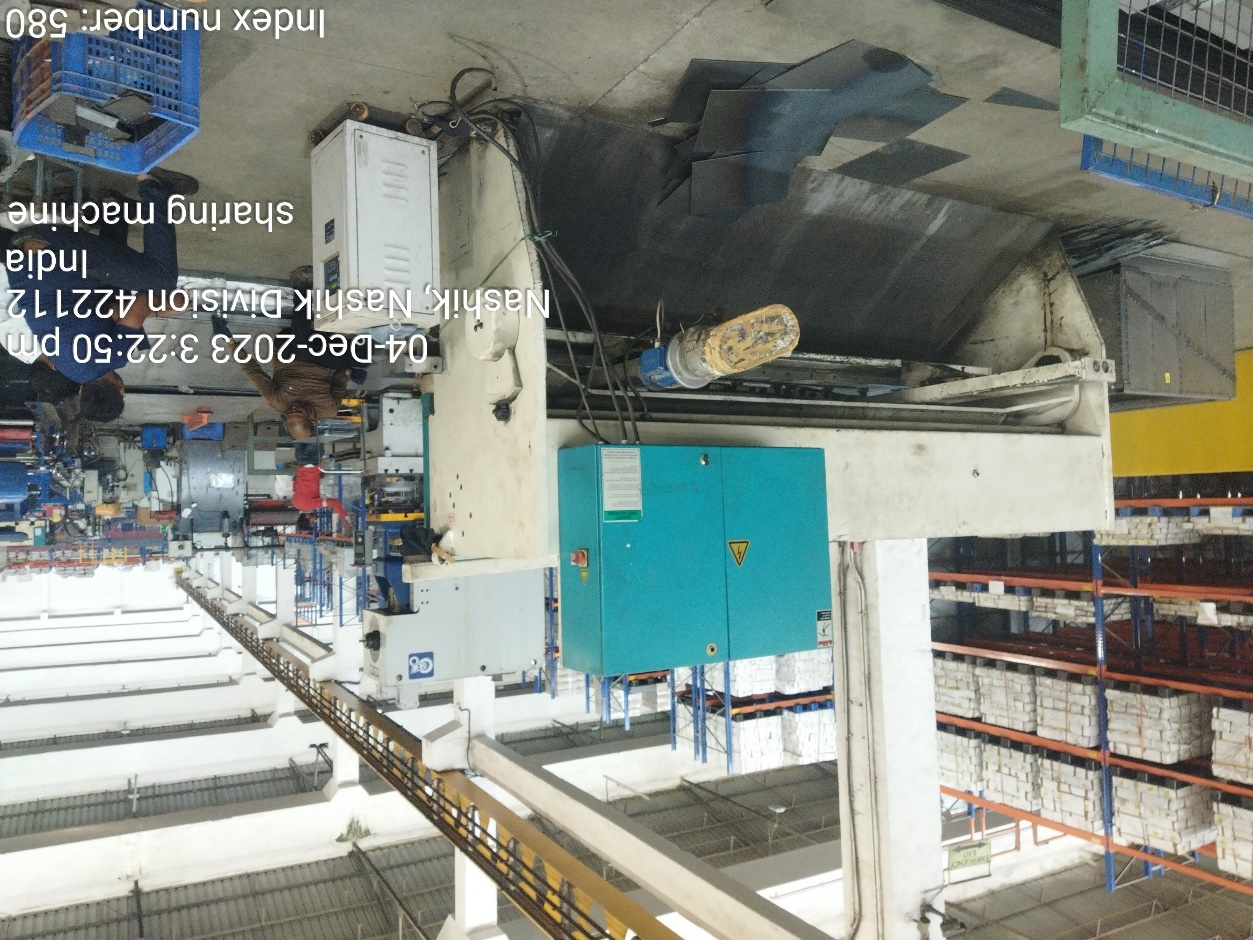 04-Dec-2023 3:22:50 pm
Nashik, Nashik Division 422112
India
sharing machine
Index number: 580